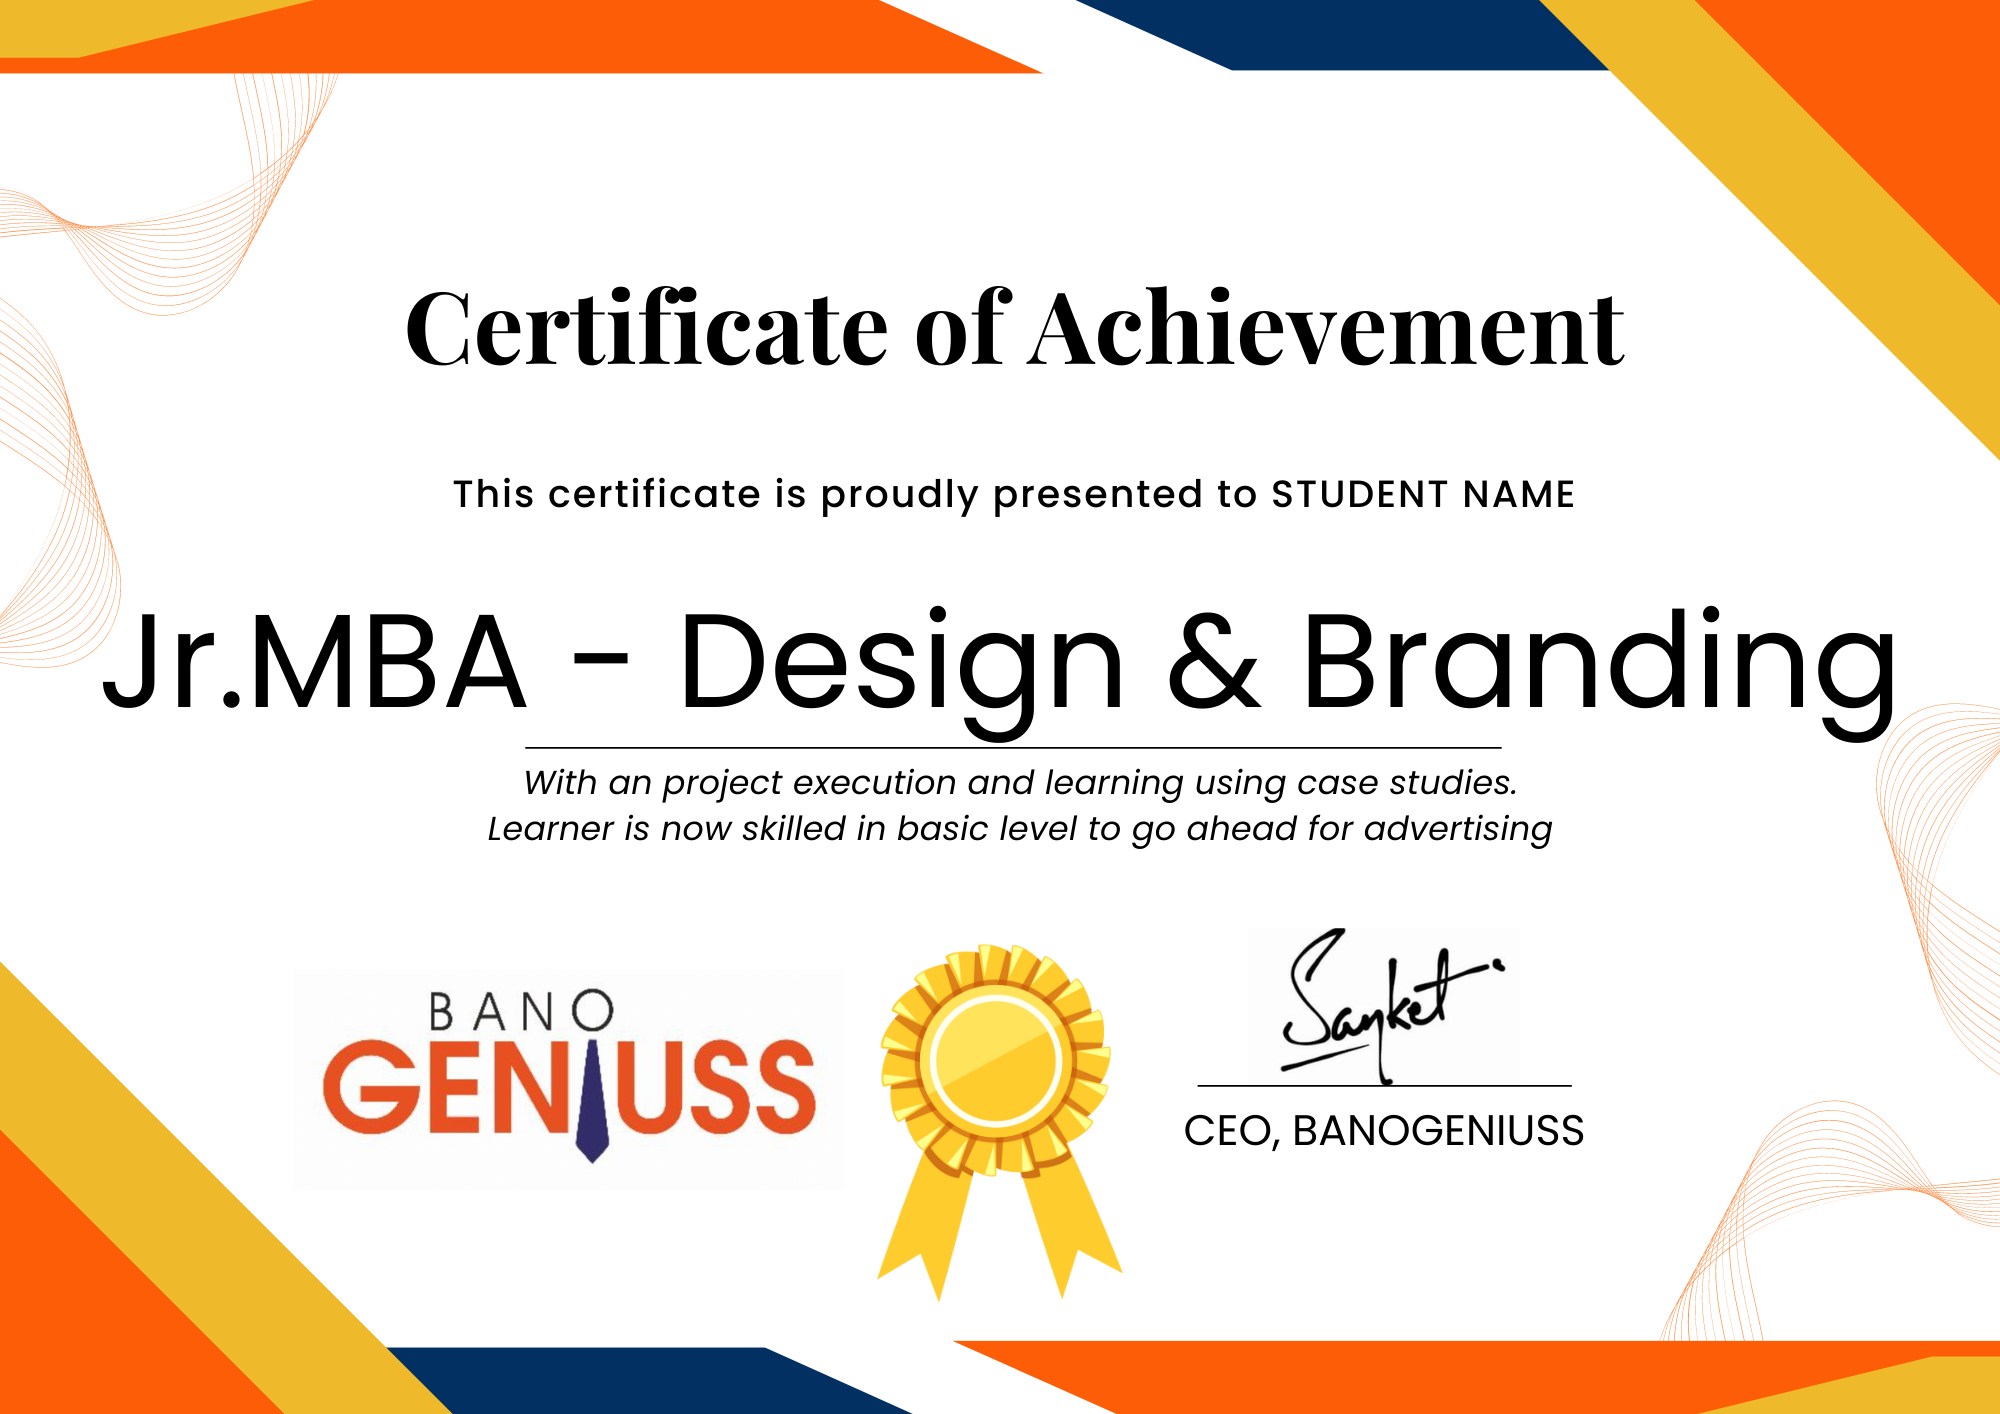 Certificate of Achievement
This certificate is proudly presented to STUDENT NAME
Jr.MBA - Design & Branding
With an project execution and learning using case studies.
Learner is now skilled in basic level to go ahead for advertising
BANO
GENIUSS
Sanket
CEO, BANOGENIUSS